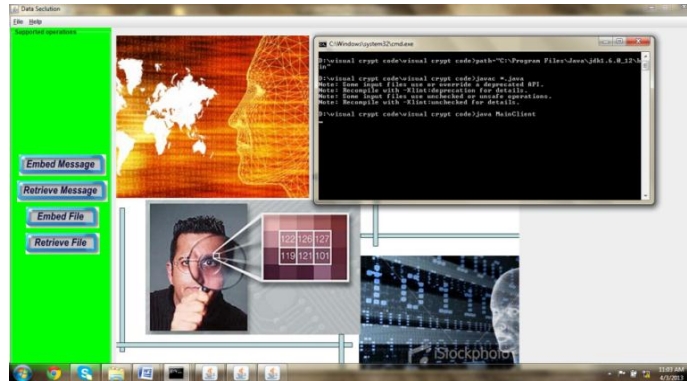 Data Seclution
File Help
Supported operations
Embed Message
Retrieve Message
Embed File
Retrieve File
C:\Windows\system32\cmd.exe
D:\visual crypt code\visual crypt code>path="C:\Program Files\Java\jdk1.6.0_12\b
in"
D:\visual crypt code\visual crypt code>javac *.java
Note: Some input files use or override a deprecated API.
Note: Recompile with -Xlint:deprecation for details.
Note: Some input files use unchecked or unsafe operations.
Note: Recompile with -Xlint:unchecked for details.
D:\visual crypt code\visual crypt code>java MainClient
122 126 127
119 121 101
iStockphoto
11:03 AM
4/3/2013